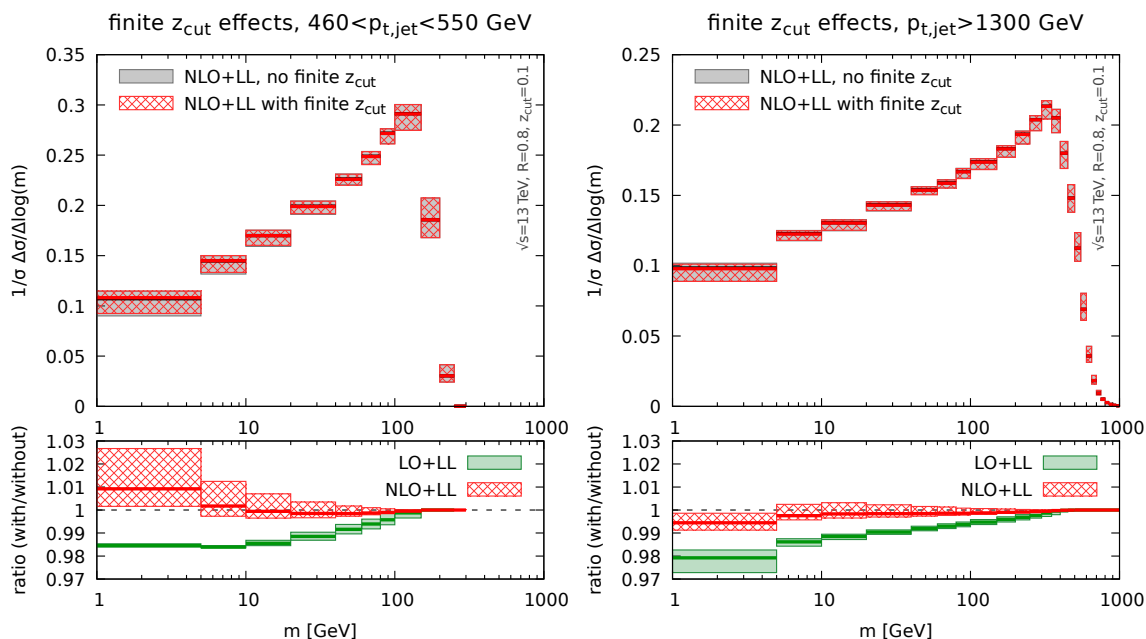 finite z_cut effects, 460<p_t,jet<550 GeV
1/σ Δσ/Δlog(m)
0.35
0.3
0.25
0.2
0.15
0.1
0.05
0
NLO+LL, no finite z_cut
NLO+LL with finite z_cut
√s=13 TeV, R=0.8, z_cut=0.1
1
10
100
1000
ratio (with/without)
1.03
1.02
1.01
1
0.99
0.98
0.97
LO+LL
NLO+LL
1
10
100
1000
m [GeV]
finite z_cut effects, p_t,jet>1300 GeV
1/σ Δσ/Δlog(m)
0.25
0.2
0.15
0.1
0.05
0
NLO+LL, no finite z_cut
NLO+LL with finite z_cut
√s=13 TeV, R=0.8, z_cut=0.1
1
10
100
1000
ratio (with/without)
1.03
1.02
1.01
1
0.99
0.98
0.97
LO+LL
NLO+LL
1
10
100
1000
m [GeV]